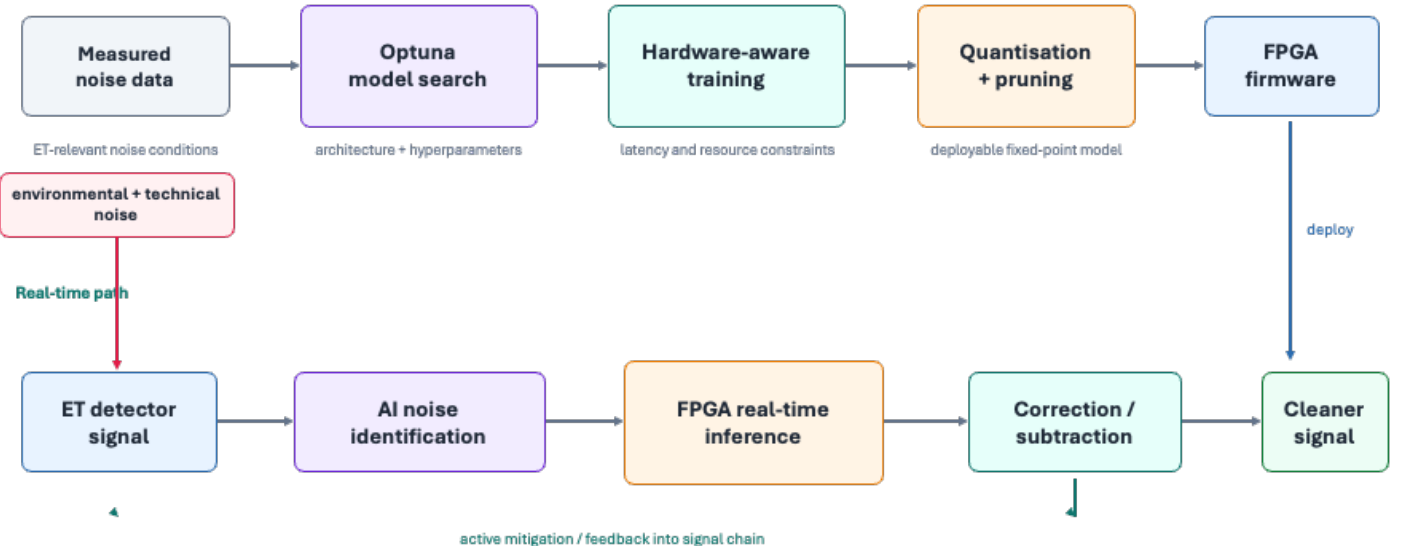 Measured
noise data
Optuna
model search
Hardware-aware
training
Quantisation
+ pruning
FPGA
firmware
ET-relevant noise conditions
architecture + hyperparameters
latency and resource constraints
deployable fixed-point model
environmental + technical
noise
deploy
Real-time path
ET detector
signal
AI noise
identification
FPGA real-time
inference
Correction /
subtraction
Cleaner
signal
active mitigation / feedback into signal chain